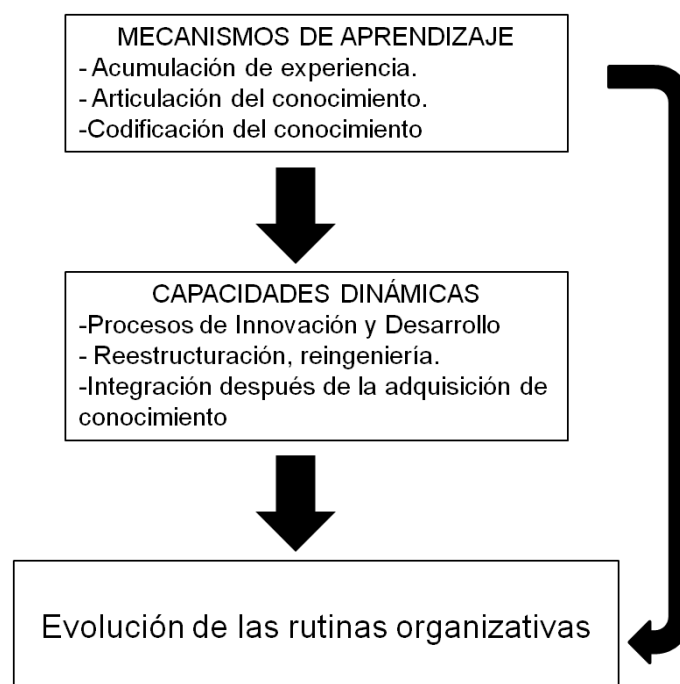 MECANISMOS DE APRENDIZAJE
- Acumulación de experiencia.
- Articulación del conocimiento.
-Codificación del conocimiento
CAPACIDADES DINÁMICAS
-Procesos de Innovación y Desarrollo
- Reestructuración, reingeniería.
-Integración después de la adquisición de
conocimiento
Evolución de las rutinas organizativas